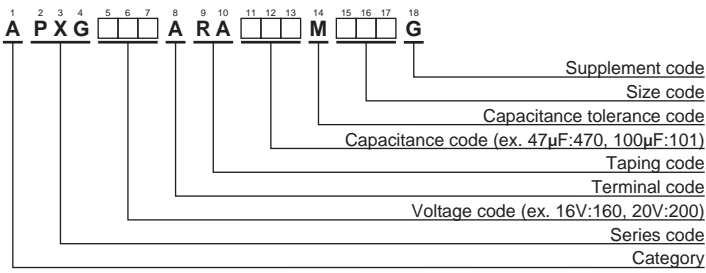 1 2 3 4 5 6 7 8 9 10 11 12 13 14 15 16 17 18
A PXG A RA M G
Supplement code
Size code
Capacitance tolerance code
Capacitance code (ex. 47µF:470, 100µF:101)
Taping code
Terminal code
Voltage code (ex. 16V:160, 20V:200)
Series code
Category